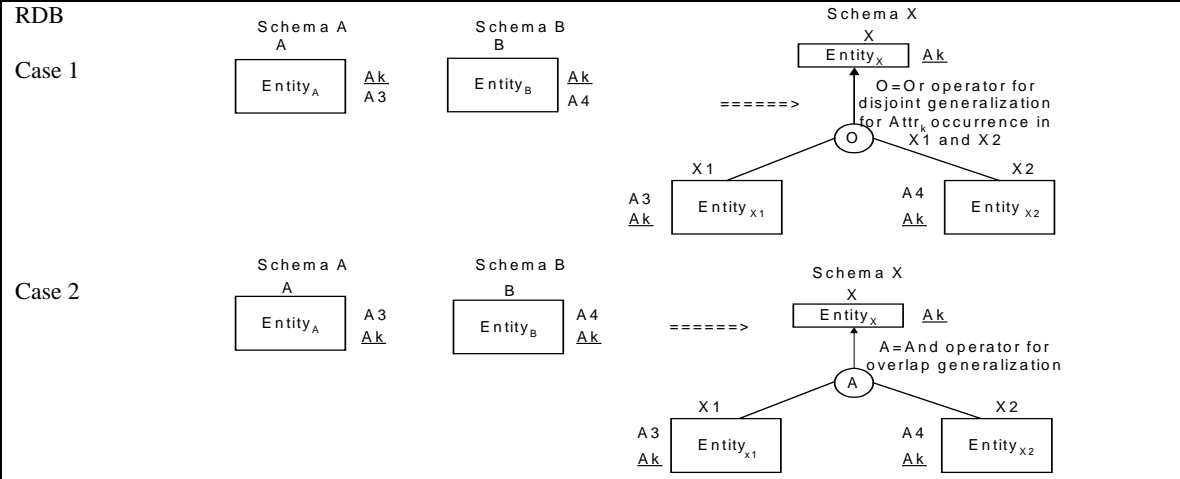 RDB
Case 1
Schema A
A
Entity_A
Ak
A3
Schema B
B
Entity_B
Ak
A4
======>
Schema X
X
Entity_X
Ak
O=Or operator for
disjoint generalization
for Attr_k occurrence in
X1 and X2
O
X1
A3
Ak
Entity_X1
X2
A4
Ak
Entity_X2
Case 2
Schema A
A
Entity_A
A3
Ak
Schema B
B
Entity_B
A4
Ak
======>
Schema X
X
Entity_X
Ak
A=And operator for
overlap generalization
A
X1
A3
Ak
Entity_x1
X2
A4
Ak
Entity_X2